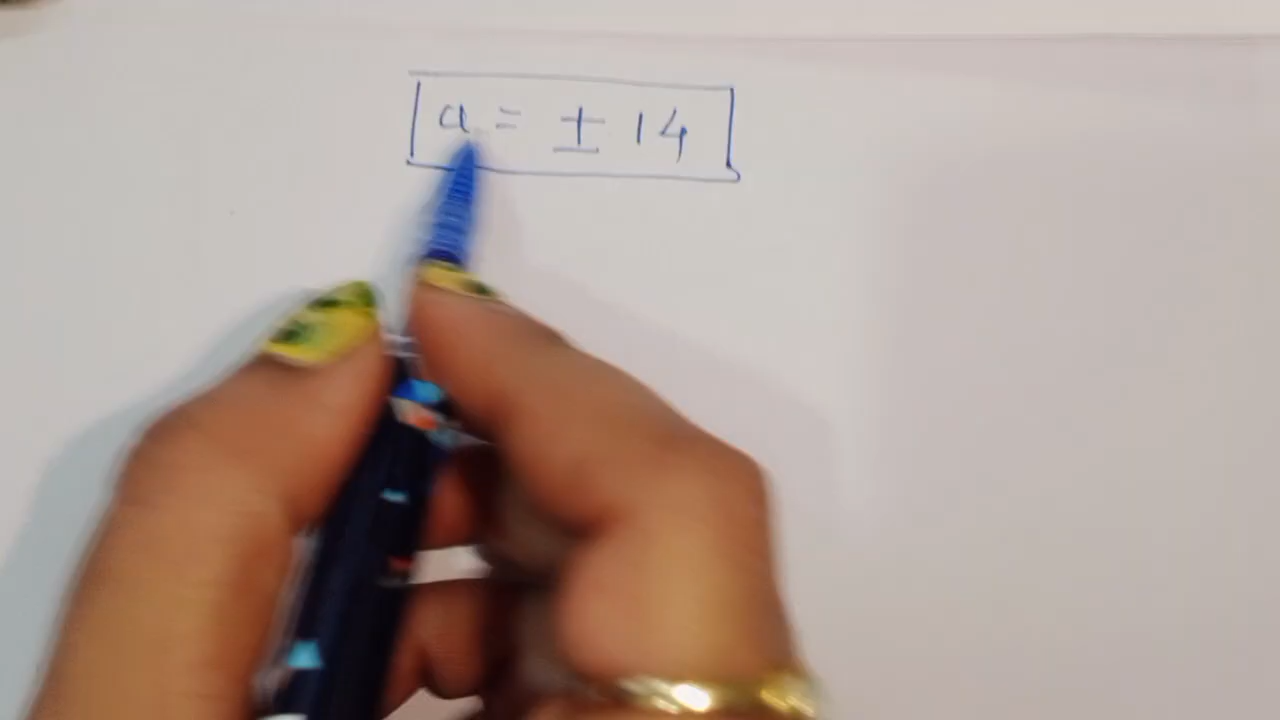 a = ± 14